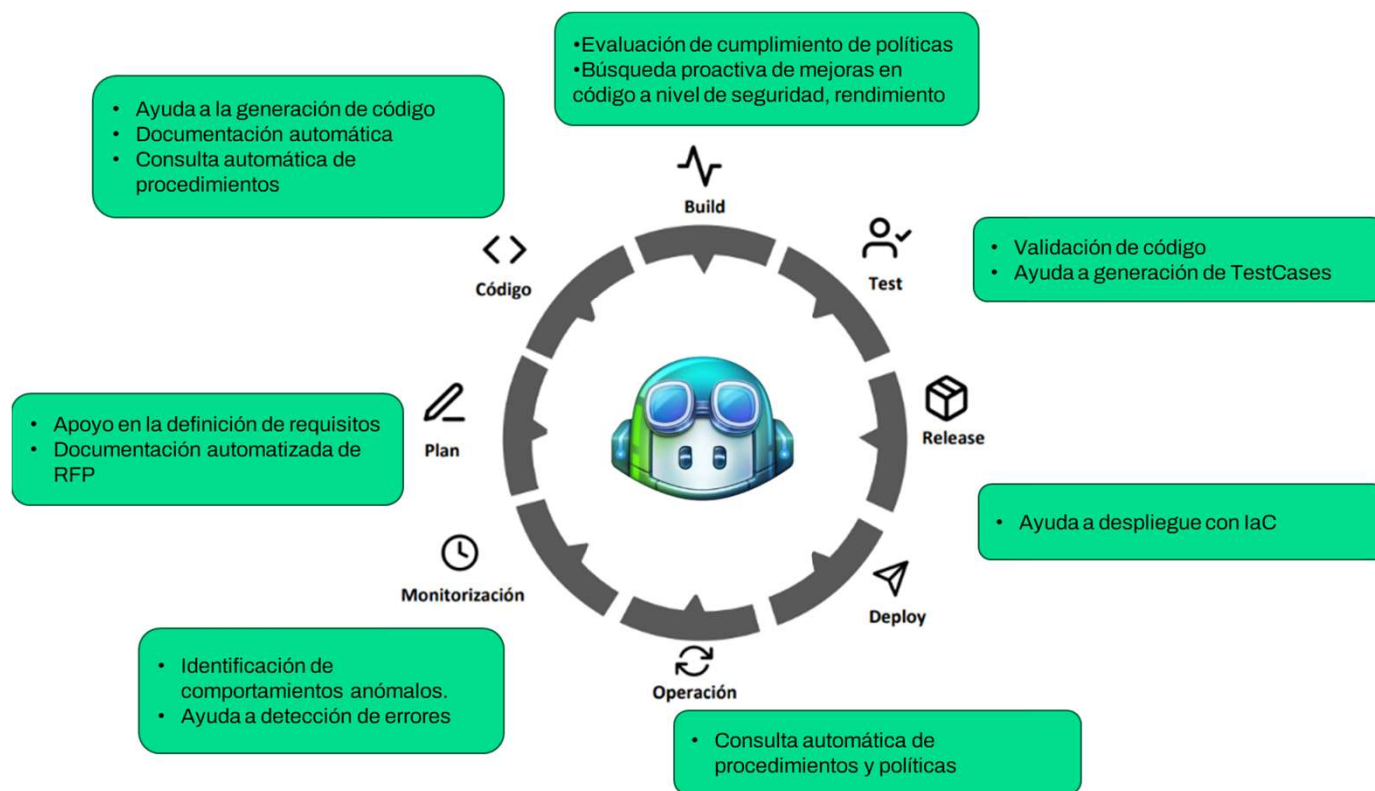 •Evaluación de cumplimiento de políticas
•Búsqueda proactiva de mejoras en
código a nivel de seguridad, rendimiento
• Ayuda a la generación de código
• Documentación automática
• Consulta automática de
procedimientos
Build
Código
Test
• Validación de código
• Ayuda a generación de TestCases
• Apoyo en la definición de requisitos
• Documentación automatizada de
RFP
Plan
Release
• Ayuda a despliegue con IaC
Monitorización
Deploy
• Identificación de
comportamientos anómalos.
• Ayuda a detección de errores
Operación
• Consulta automática de
procedimientos y políticas